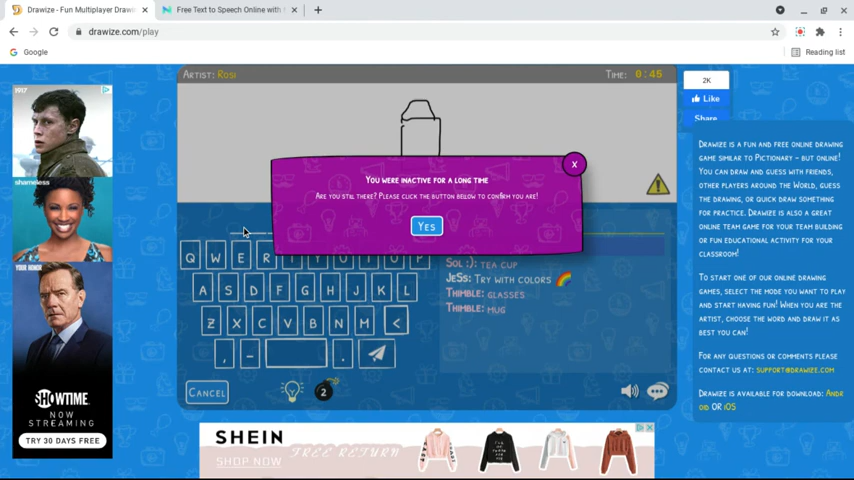 Drawize - Fun Multiplayer Drawin
Free Text to Speech Online with
drawize.com/play
Google
Reading list
ARTIST: ROSI
TIME: 0:45
2K
Like
Share
YOU WERE INACTIVE FOR A LONG TIME
ARE YOU STILL THERE? PLEASE CLICK THE BUTTON BELOW TO CONFIRM YOU ARE!
X
YES
Q W E R T Y U I O P
A S D F G H J K L
Z X C V B N M <
, - .
SOL :): TEA CUP
JESS: TRY WITH COLORS
THIMBLE: GLASSES
THIMBLE: MUG
CANCEL
2
DRAWIZE IS A FUN AND FREE ONLINE DRAWING
GAME SIMILAR TO PICTIONARY - BUT ONLINE!
YOU CAN DRAW AND GUESS WITH FRIENDS,
OTHER PLAYERS AROUND THE WORLD, GUESS
THE DRAWING, OR QUICK DRAW SOMETHING
FOR PRACTICE. DRAWIZE IS ALSO A GREAT
ONLINE TEAM GAME FOR YOUR TEAM BUILDING
OR FUN EDUCATIONAL ACTIVITY FOR YOUR
CLASSROOM!
TO START ONE OF OUR ONLINE DRAWING
GAMES, SELECT THE MODE YOU WANT TO PLAY
AND START HAVING FUN! WHEN YOU ARE THE
ARTIST, CHOOSE THE WORD AND DRAW IT AS
BEST YOU CAN!
FOR ANY QUESTIONS OR COMMENTS PLEASE
CONTACT US AT: SUPPORT@DRAWIZE.COM
DRAWIZE IS AVAILABLE FOR DOWNLOAD: ANDR
OID OR IOS
1917
shameless
YOUR HONOR
SHOWTIME
NOW
STREAMING
TRY 30 DAYS FREE
SHEIN
SHOP NOW
FREE RETURN